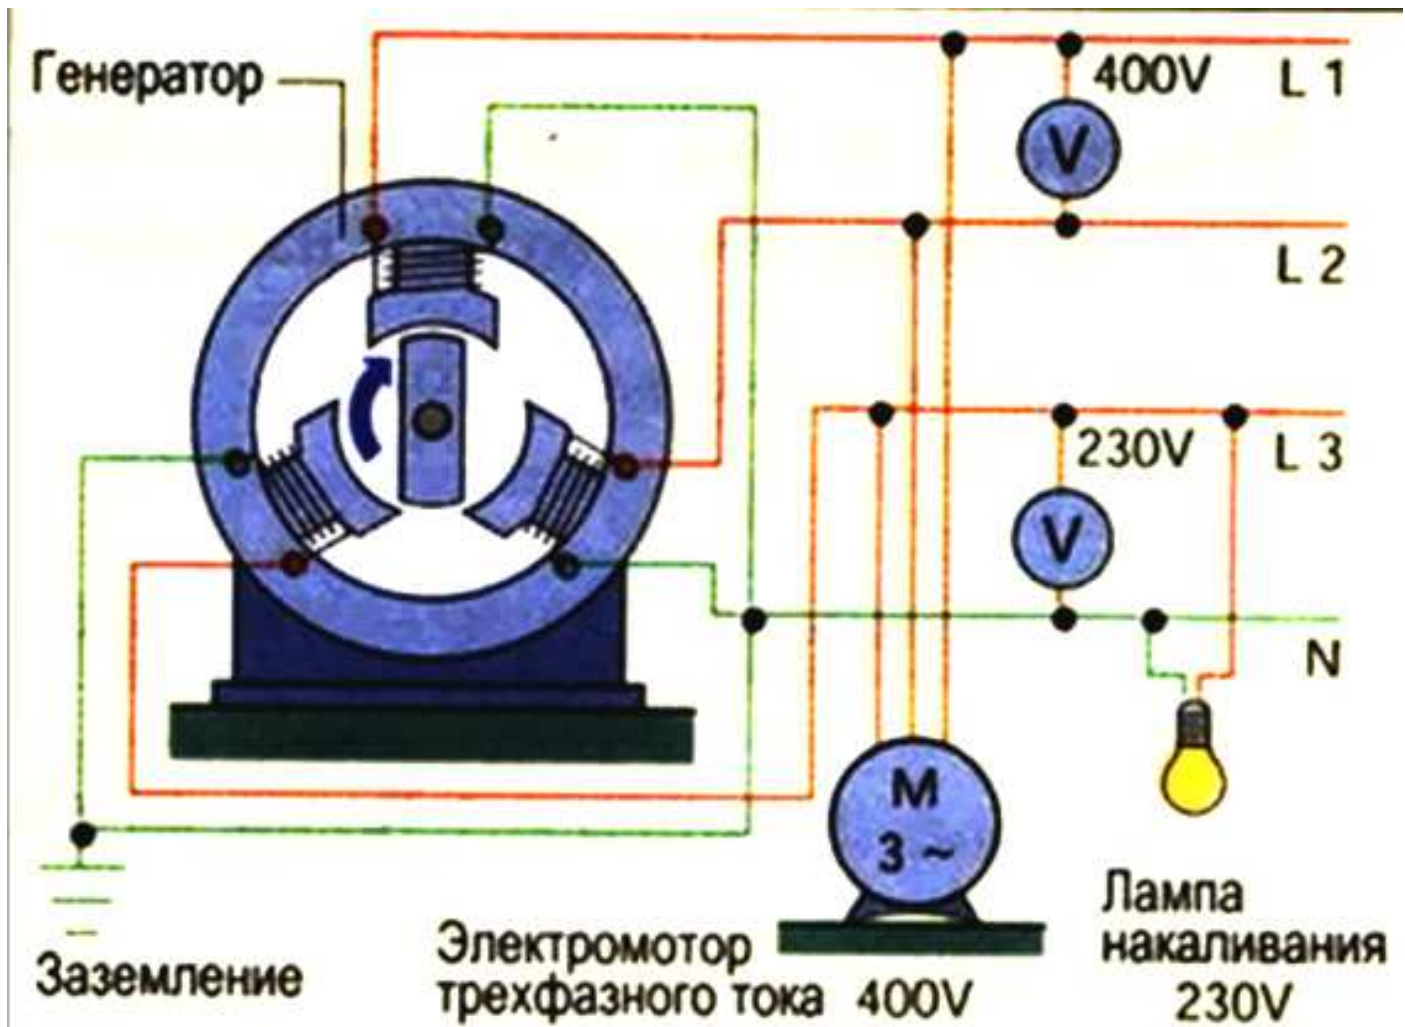 Генератор
400V
L 1
V
L 2
230V
L 3
V
N
M
3 ~
Заземление
Электромотор
трехфазного тока 400V
Лампа
накаливания
230V